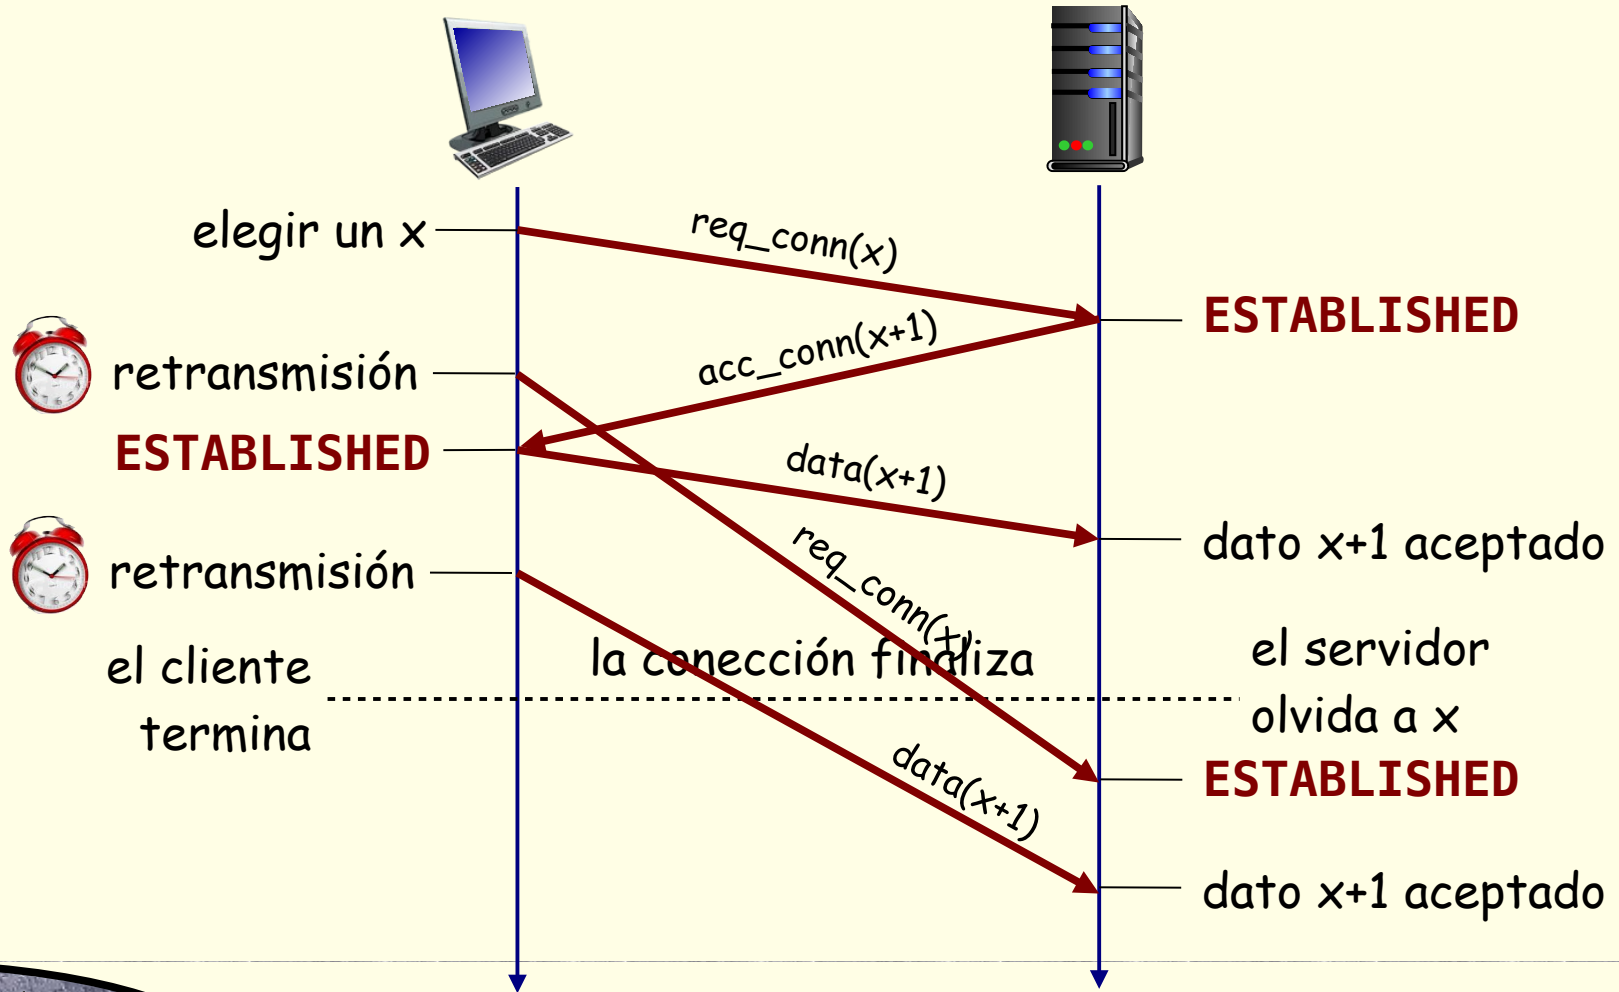 elegir un x
req_conn(x)
ESTABLISHED
acc_conn(x+1)
retransmisión
ESTABLISHED
data(x+1)
dato x+1 aceptado
req_conn(x)
retransmisión
la conección finaliza
el cliente
termina
el servidor
olvida a x
ESTABLISHED
data(x+1)
dato x+1 aceptado